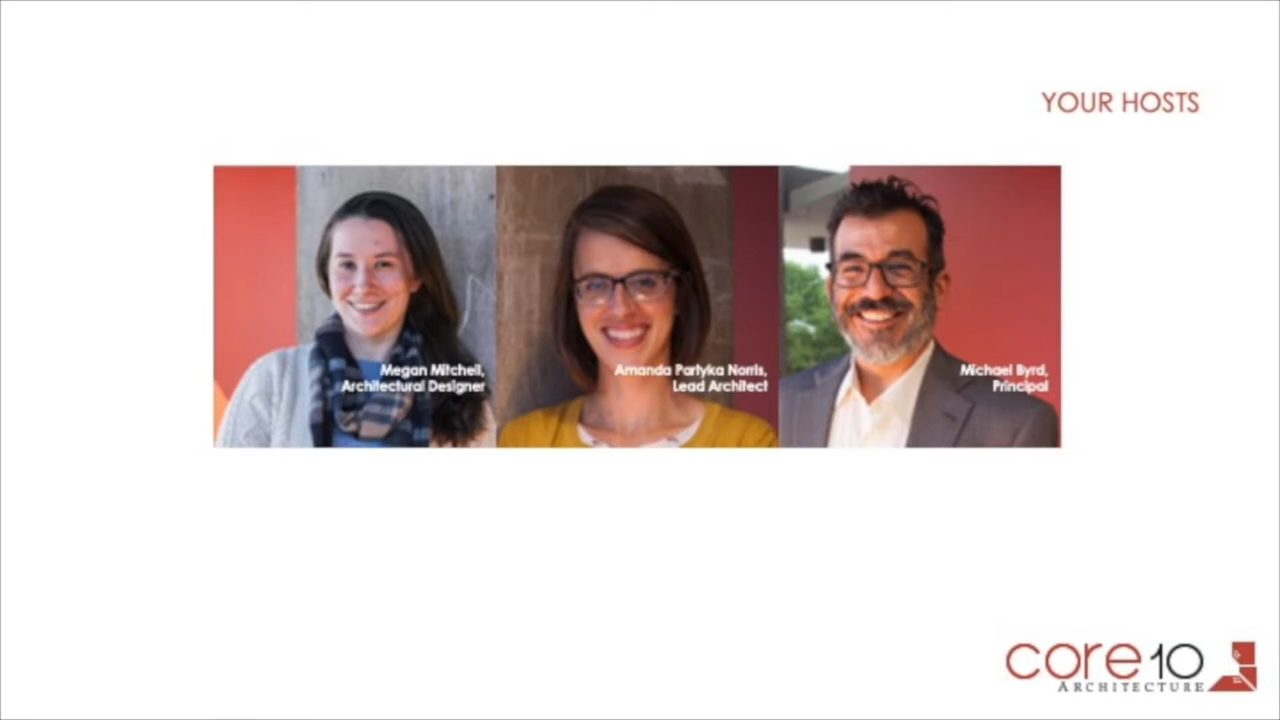 YOUR HOSTS
Megan Mitchell,
Architectural Designer
Amanda Partyka Norris,
Lead Architect
Michael Byrd,
Principal
core10
ARCHITECTURE